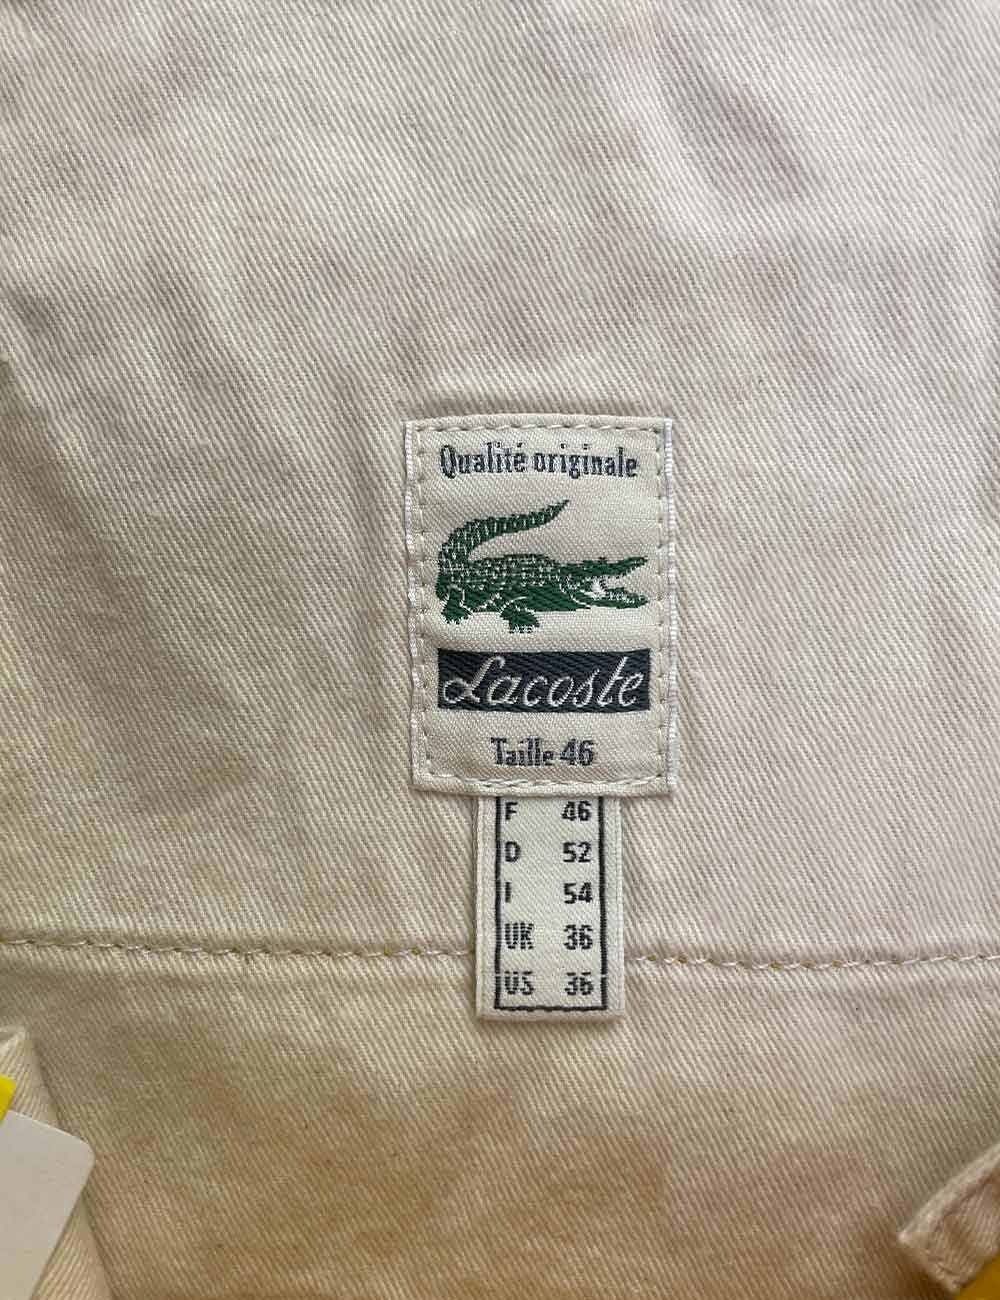 Qualité originale
Lacoste
Taille 46
F 46
D 52
I 54
UK 36
US 36